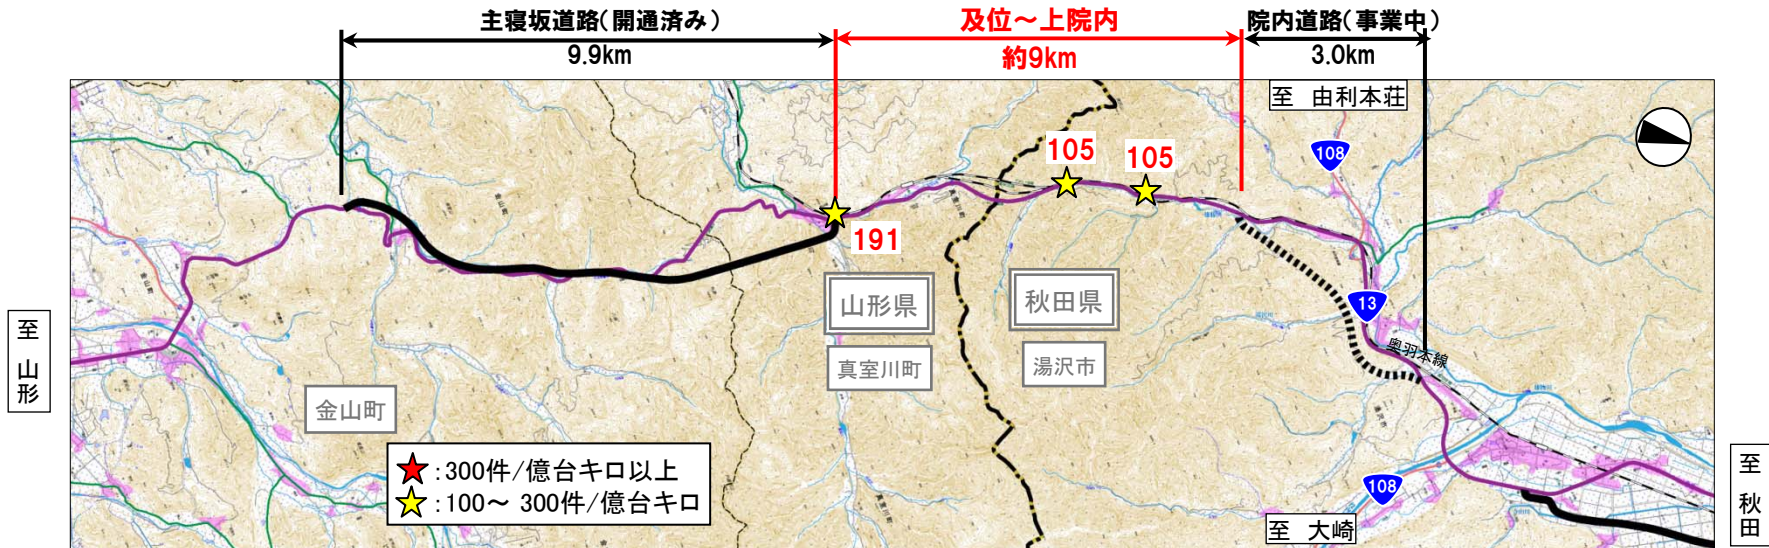 主寝坂道路(開通済み)
9.9km
及位～上院内
約9km
院内道路(事業中)
3.0km
至 由利本荘
108
105
105
191
山形県
真室川町
秋田県
湯沢市
13
奥羽本線
金山町
至 山形
★:300件/億台キロ以上
★:100～ 300件/億台キロ
108
至 大崎
至 秋田